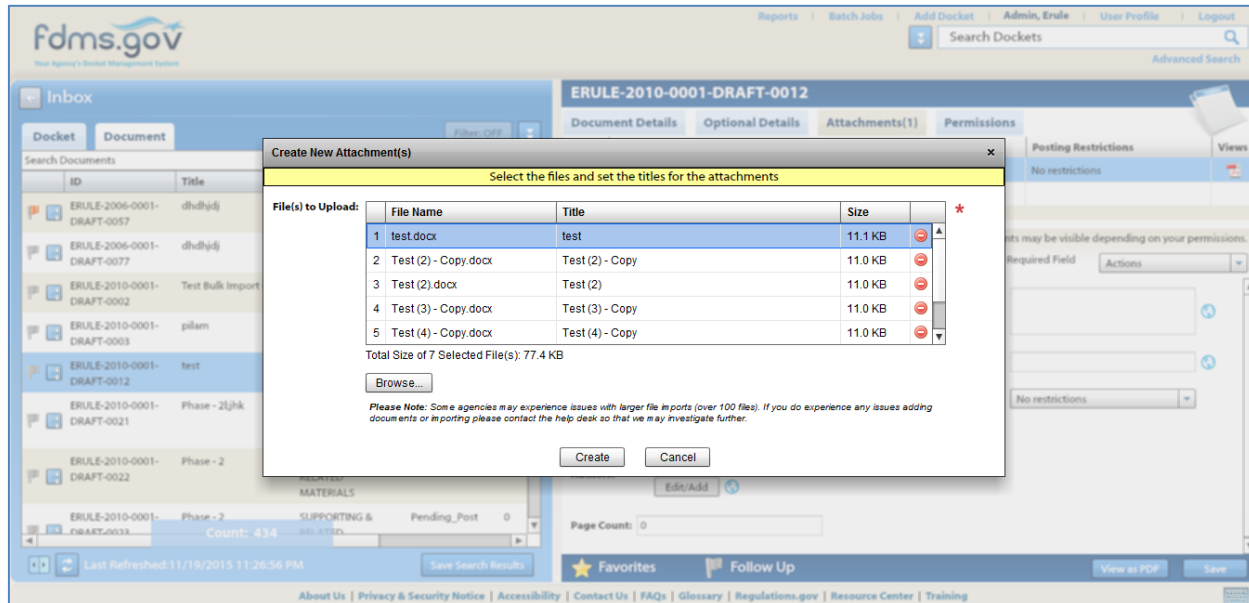 Reports | Batch Jobs | Add Docket | Admin, Erule | User Profile | Logout
fdms.gov
Your Agency's Docket Management System
Search Dockets
Advanced Search
Inbox
ERULE-2010-0001-DRAFT-0012
Docket Document
Filter: OFF
Document Details Optional Details Attachments(1) Permissions
Search Documents
Posting Restrictions Views
ID Title
No restrictions
ERULE-2006-0001-DRAFT-0057 dhdhjdj
ERULE-2006-0001-DRAFT-0077 dhdhjdj
ERULE-2010-0001-DRAFT-0002 Test Bulk Import
ERULE-2010-0001-DRAFT-0003 pilam
ERULE-2010-0001-DRAFT-0012 test
ERULE-2010-0001-DRAFT-0021
ERULE-2010-0001-DRAFT-0022 Phase - 2
MATERIALS
ERULE-2010-0001- Phase - 2 SUPPORTING & Pending_Post 0
Count: 434
Last Refreshed:11/19/2015 11:26:56 PM
Save Search Results
Create New Attachment(s) x
Select the files and set the titles for the attachments
File(s) to Upload:
File Name Title Size *
1 test.docx test 11.1 KB
2 Test (2) - Copy.docx Test (2) - Copy 11.0 KB
3 Test (2).docx Test (2) 11.0 KB
4 Test (3) - Copy.docx Test (3) - Copy 11.0 KB
5 Test (4) - Copy.docx Test (4) - Copy 11.0 KB
Total Size of 7 Selected File(s): 77.4 KB
Browse...
Please Note: Some agencies may experience issues with larger file imports (over 100 files). If you do experience any issues adding
documents or importing please contact the help desk so that we may investigate further.
Create Cancel
may be visible depending on your permissions.
Required Field Actions
No restrictions
Edit/Add
Page Count: 0
Favorites Follow Up View as PDF Save
About Us | Privacy & Security Notice | Accessibility | Contact Us | FAQs | Glossary | Regulations.gov | Resource Center | Training